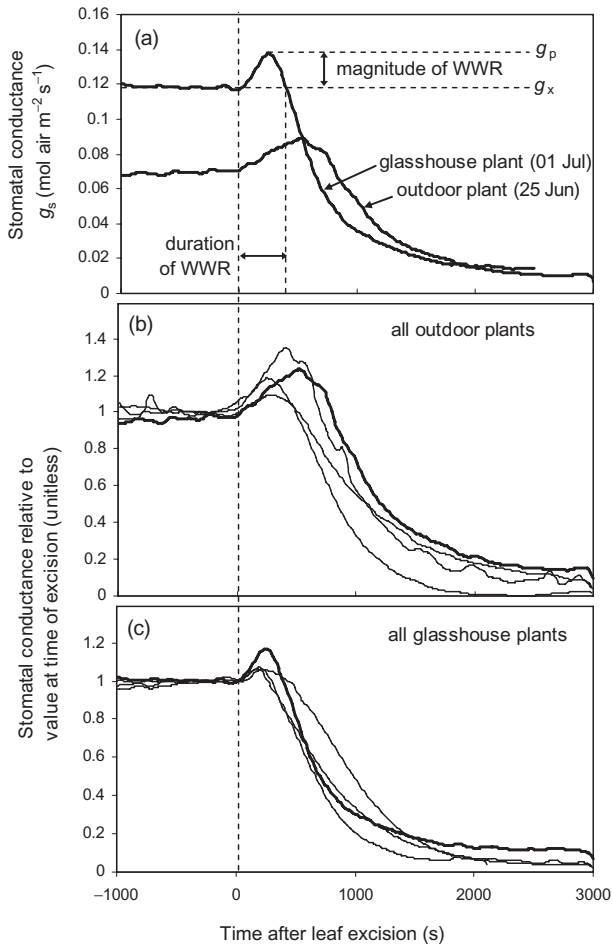 (a)
0.16
0.14
0.12
0.10
0.08
0.06
0.04
0.02
0
Stomatal conductance
gs (mol air m−2 s−1)
gp
magnitude of WWR
gx
glasshouse plant (01 Jul)
outdoor plant (25 Jun)
duration
of WWR
(b)
all outdoor plants
1.4
1.2
1.0
0.8
0.6
0.4
0.2
0
Stomatal conductance relative to
value at time of excision (unitless)
(c)
all glasshouse plants
1.2
1
0.8
0.6
0.4
0.2
0
−1000 0 1000 2000 3000
Time after leaf excision (s)